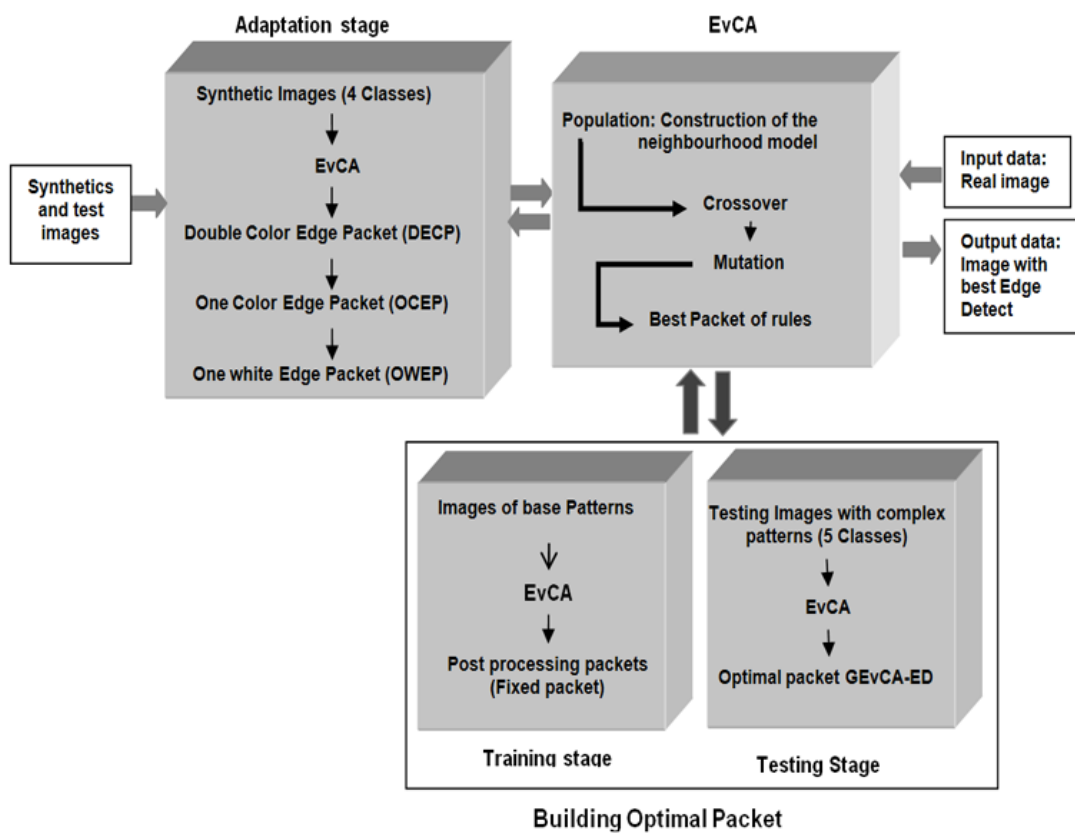 Adaptation stage
Synthetic Images (4 Classes)
EvCA
Double Color Edge Packet (DECP)
One Color Edge Packet (OCEP)
One white Edge Packet (OWEP)
Synthetics
and test
images
EvCA
Population: Construction of the
neighbourhood model
Crossover
Mutation
Best Packet of rules
Input data:
Real image
Output data:
Image with
best Edge
Detect
Images of base Patterns
EvCA
Post processing packets
(Fixed packet)
Training stage
Testing Images with complex
patterns (5 Classes)
EvCA
Optimal packet GEvCA-ED
Testing Stage
Building Optimal Packet